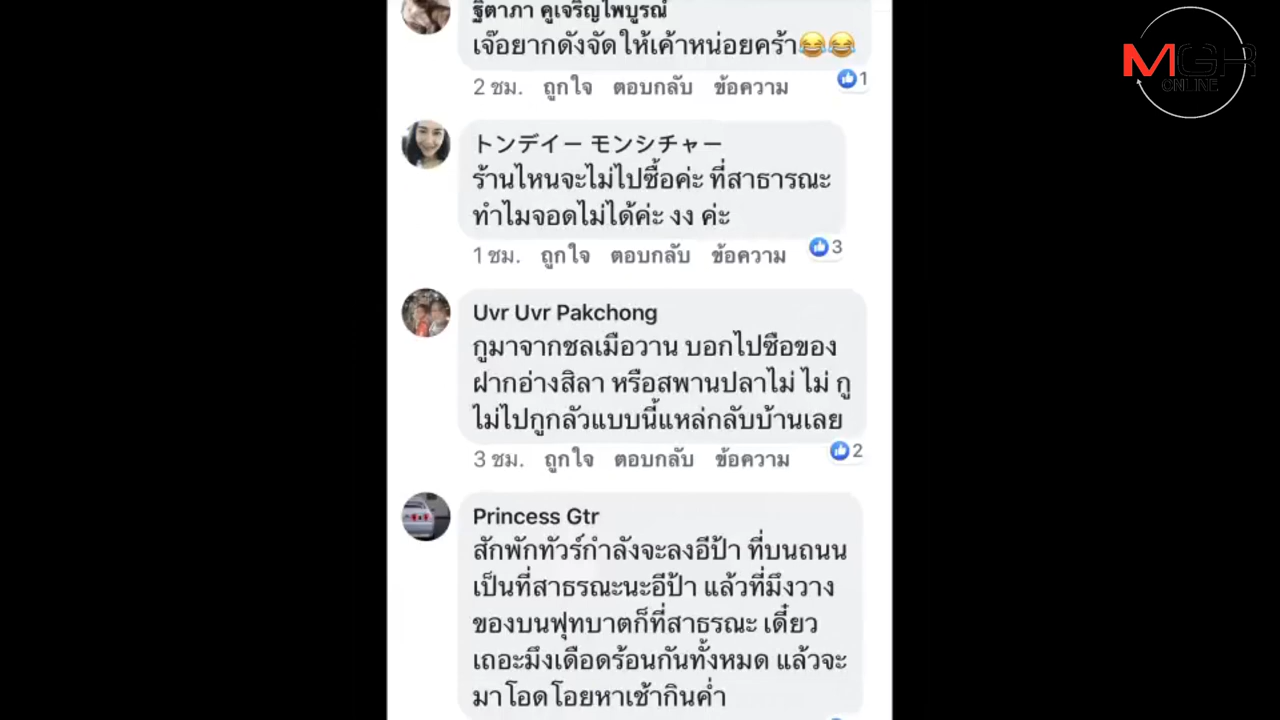 ฐิตาภา คูเจริญไพบูรณ์
เจ๊อยากดังจัดให้เค้าหน่อยคร้า😂😂
2 ชม. ถูกใจ ตอบกลับ ข้อความ 1
トンデイー モンシチャー
ร้านไหนจะไม่ไปซื้อค่ะ ที่สาธารณะ
ทำไมจอดไม่ได้ค่ะ งง ค่ะ
1 ชม. ถูกใจ ตอบกลับ ข้อความ 3
Uvr Uvr Pakchong
กูมาจากชลเมือวาน บอกไปซือของ
ฝากอ่างสิลา หรือสพานปลาไม่ ไม่ กู
ไม่ไปกูกลัวแบบนี้แหล่กลับบ้านเลย
3 ชม. ถูกใจ ตอบกลับ ข้อความ 2
Princess Gtr
สักพักทัวร์กำลังจะลงอีป้า ที่บนถนน
เป็นที่สาธรณะนะอีป้า แล้วที่มึงวาง
ของบนฟุทบาตก็ที่สาธรณะ เดี๋ยว
เถอะมึงเดือดร้อนกันทั้งหมด แล้วจะ
มาโอดโอยหาเช้ากินค่ำ
MGR
ONLINE